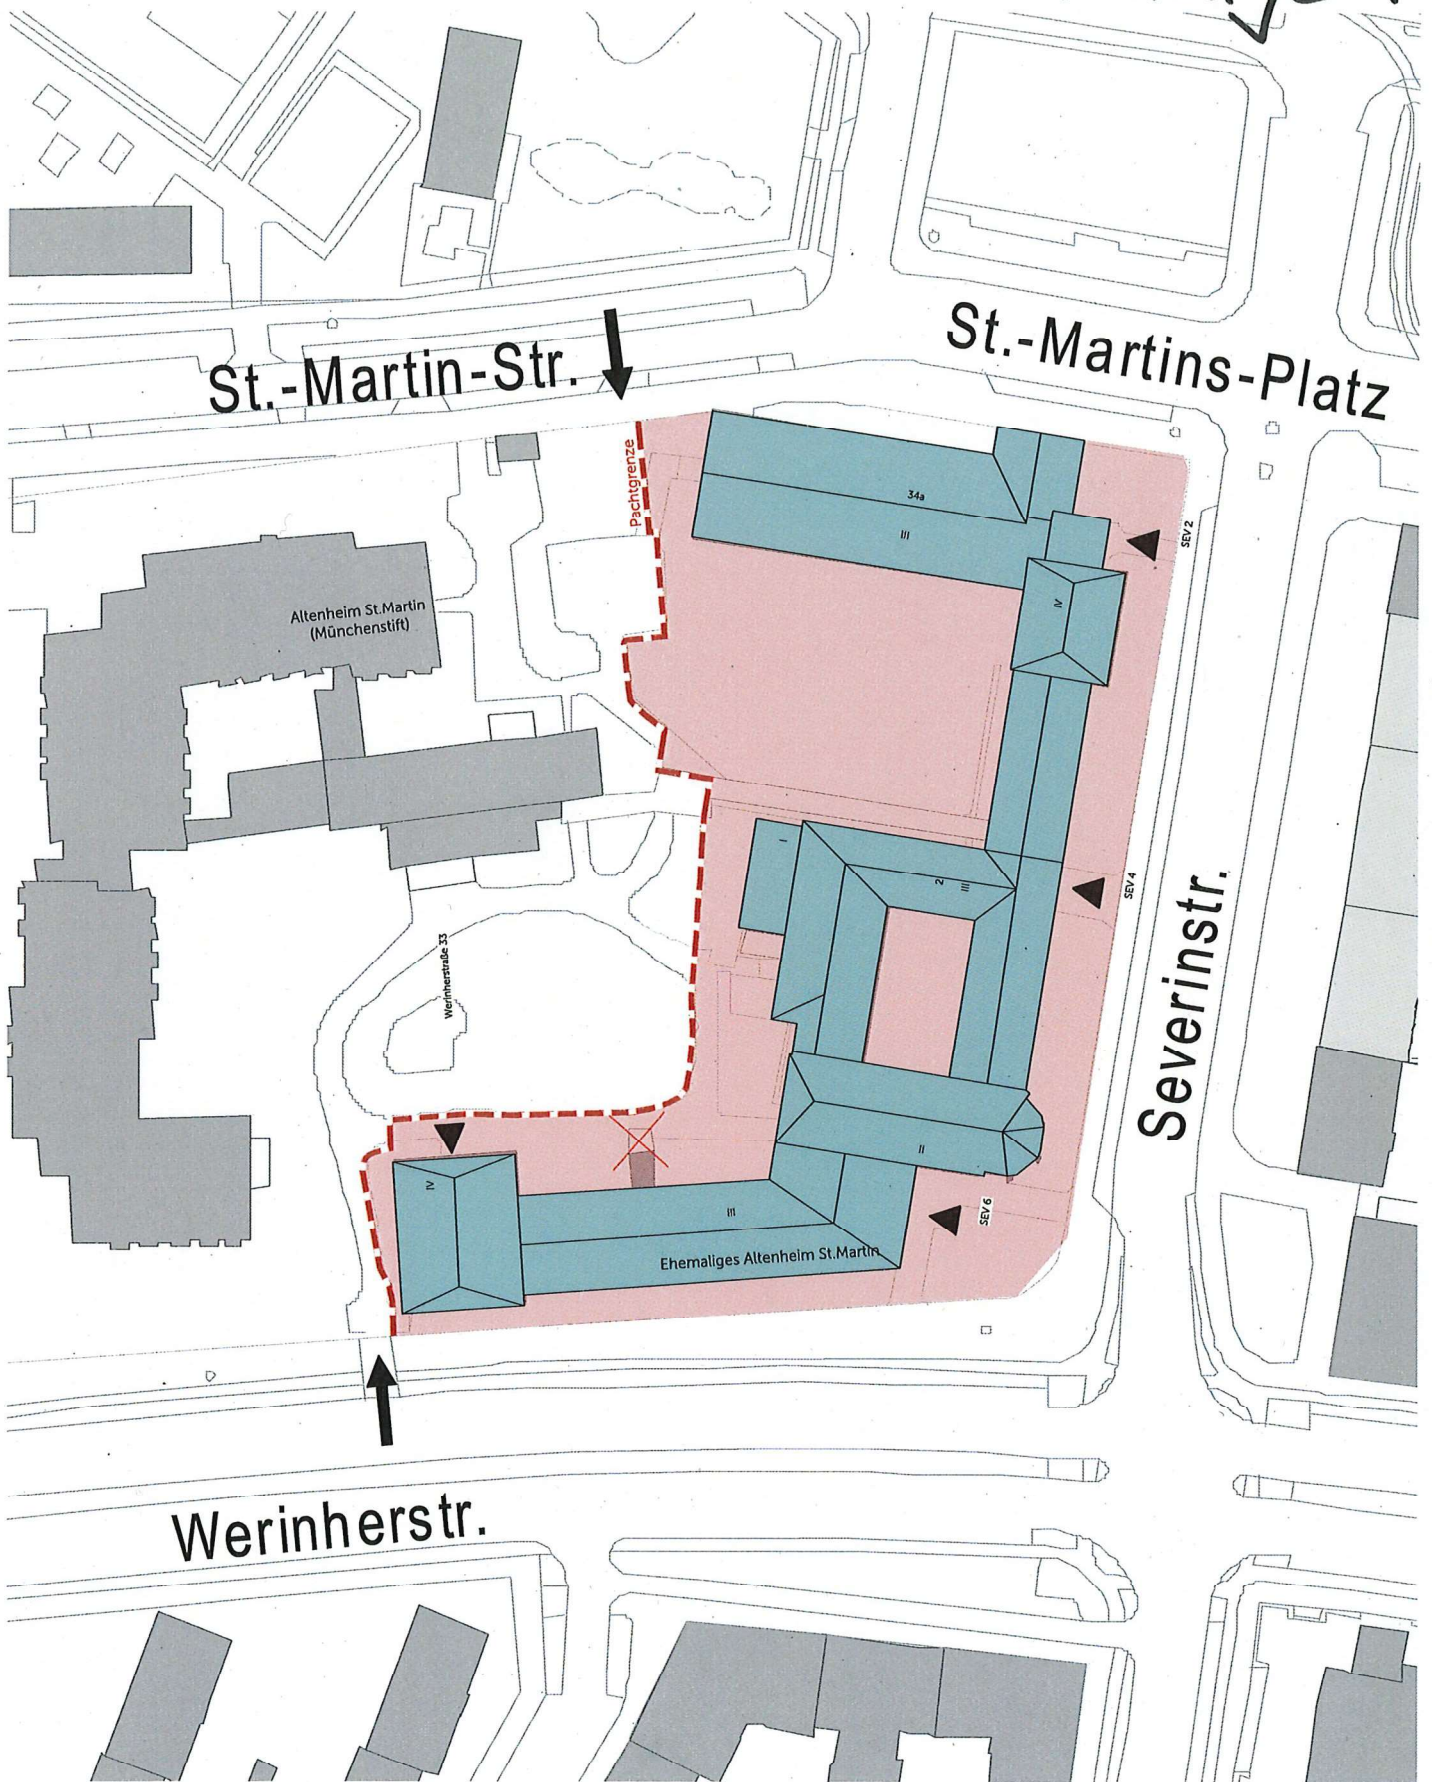 St.-Martin-Str.
St.-Martins-Platz
Pachtgrenze
34a
III
SEV 2
IV
Altenheim St.Martin
(Münchenstift)
I
2
III
SEV 4
Severinstr.
Werinherstraße 33
II
IV
III
SEV 6
Ehemaliges Altenheim St.Martin
Werinherstr.